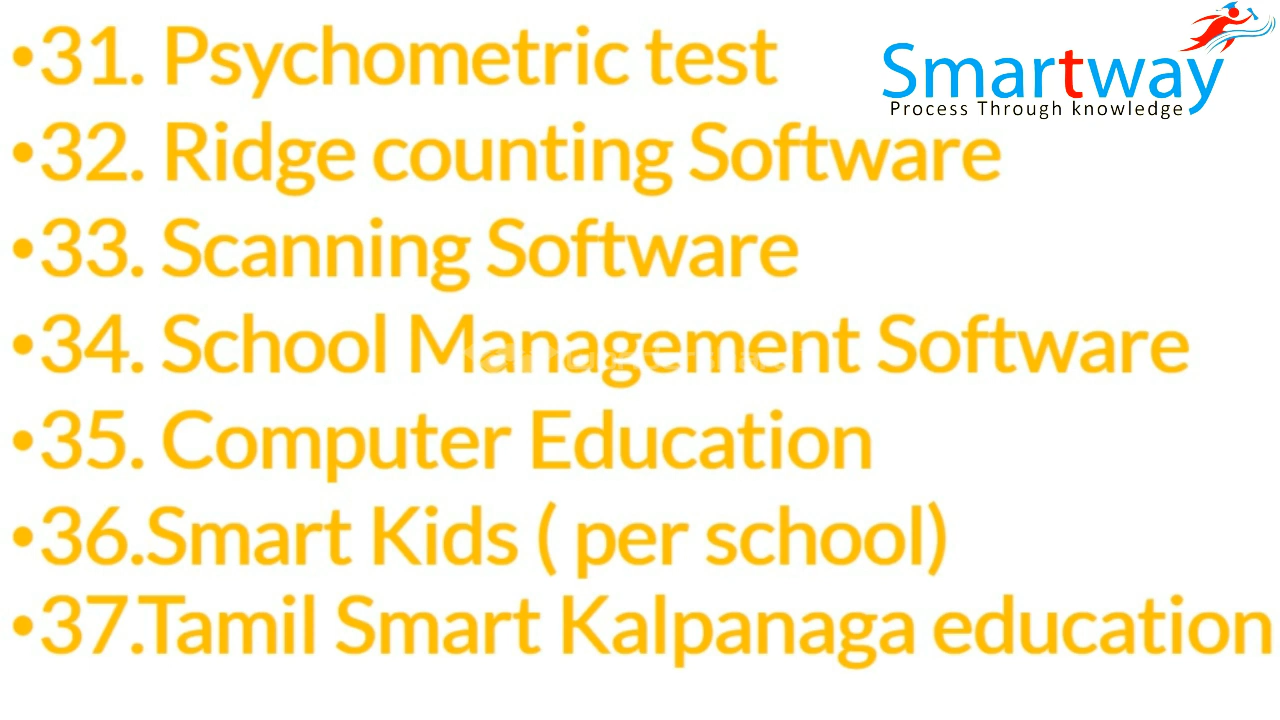 •31. Psychometric test
Smartway
Process Through knowledge
•32. Ridge counting Software
•33. Scanning Software
•34. School Management Software
•35. Computer Education
•36.Smart Kids ( per school)
•37.Tamil Smart Kalpanaga education